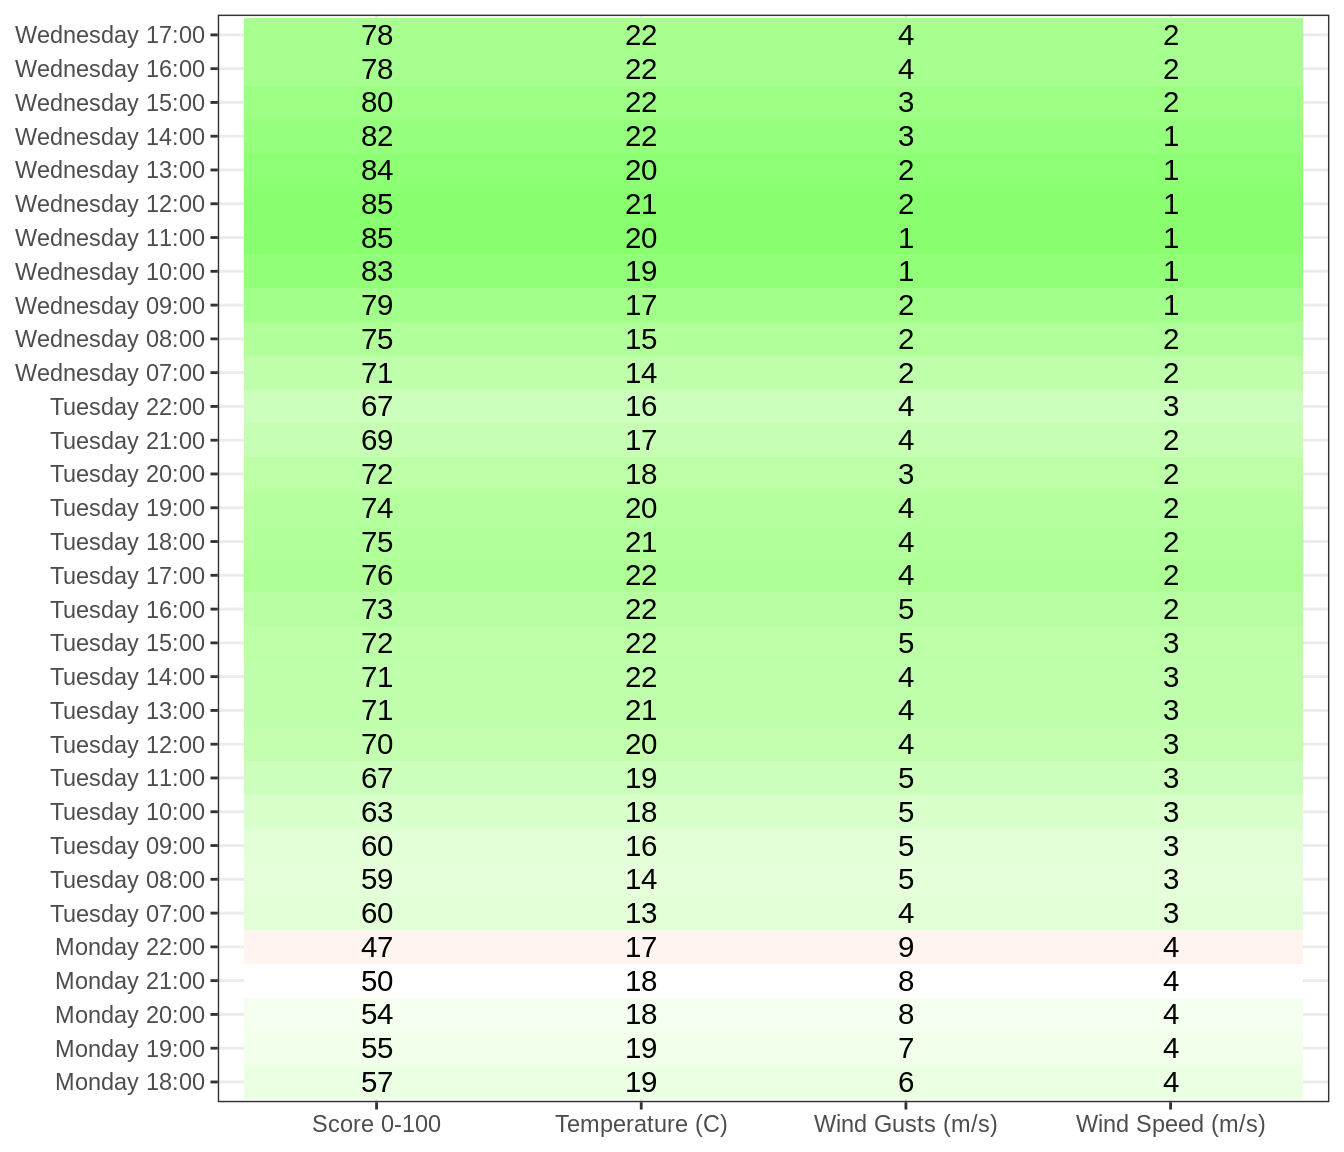 Wednesday 17:00 78 22 4 2
Wednesday 16:00 78 22 4 2
Wednesday 15:00 80 22 3 2
Wednesday 14:00 82 22 3 1
Wednesday 13:00 84 20 2 1
Wednesday 12:00 85 21 2 1
Wednesday 11:00 85 20 1 1
Wednesday 10:00 83 19 1 1
Wednesday 09:00 79 17 2 1
Wednesday 08:00 75 15 2 2
Wednesday 07:00 71 14 2 2
Tuesday 22:00 67 16 4 3
Tuesday 21:00 69 17 4 2
Tuesday 20:00 72 18 3 2
Tuesday 19:00 74 20 4 2
Tuesday 18:00 75 21 4 2
Tuesday 17:00 76 22 4 2
Tuesday 16:00 73 22 5 2
Tuesday 15:00 72 22 5 3
Tuesday 14:00 71 22 4 3
Tuesday 13:00 71 21 4 3
Tuesday 12:00 70 20 4 3
Tuesday 11:00 67 19 5 3
Tuesday 10:00 63 18 5 3
Tuesday 09:00 60 16 5 3
Tuesday 08:00 59 14 5 3
Tuesday 07:00 60 13 4 3
Monday 22:00 47 17 9 4
Monday 21:00 50 18 8 4
Monday 20:00 54 18 8 4
Monday 19:00 55 19 7 4
Monday 18:00 57 19 6 4
Score 0-100 Temperature (C) Wind Gusts (m/s) Wind Speed (m/s)